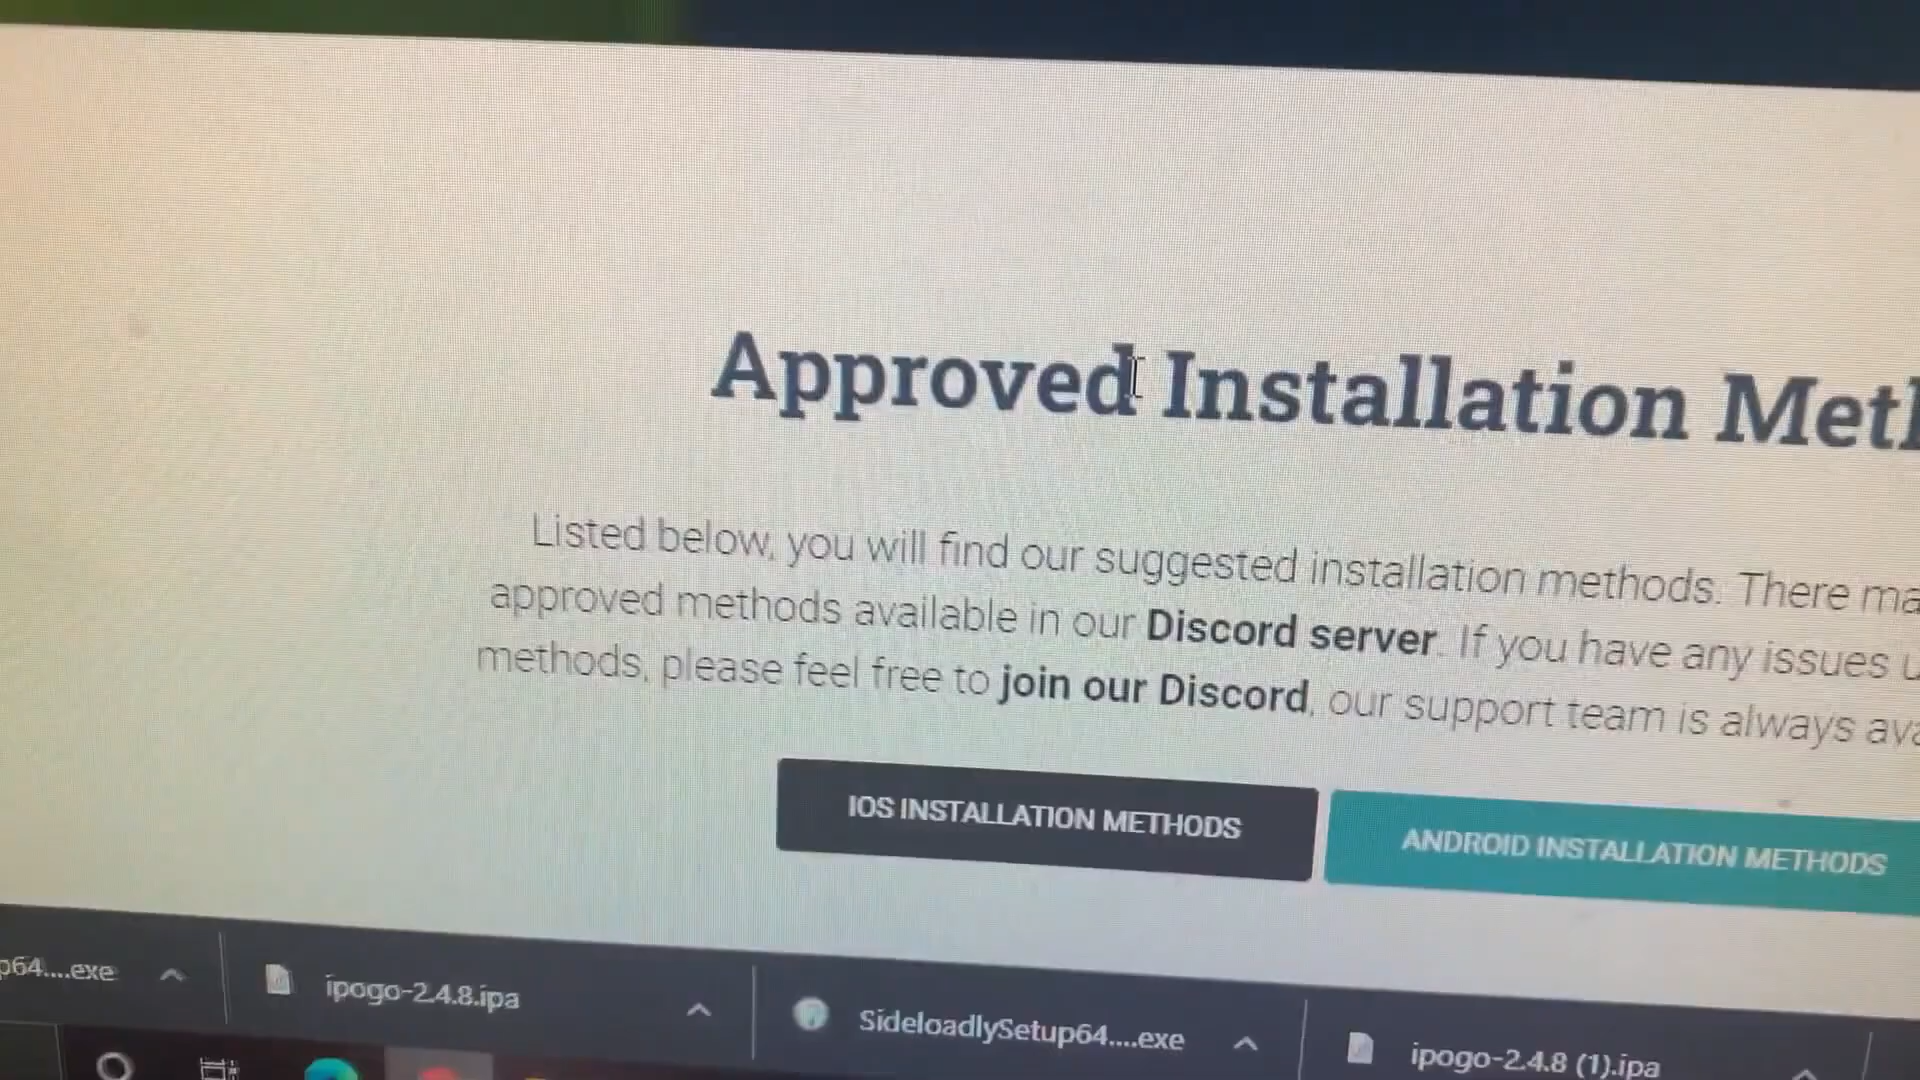 Approved Installation
Listed below, you will find our suggested installation methods. There
approved methods available in our Discord server. If you have any issues
methods, please feel free to join our Discord, our support team is always
IOS INSTALLATION METHODS
ANDROID INSTALLATION METHODS
p64....exe
ipogo-2.4.8.ipa
SideloadlySetup64....exe
ipogo-2.4.8 (1).ipa